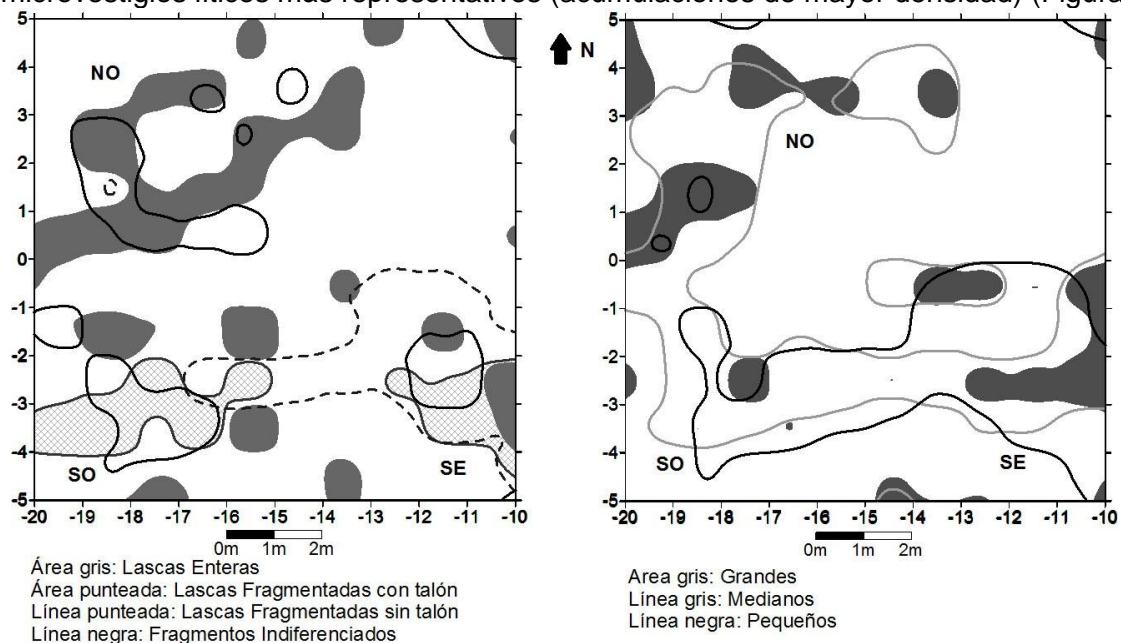 microvestigios líticos más representativos (acumulaciones de mayor densidad) (Figura
5
4
3
2
1
0
-1
-2
-3
-4
-5
-20 -19 -18 -17 -16 -15 -14 -13 -12 -11 -10
NO
SO
SE
0m 1m 2m
Área gris: Lascas Enteras
Área punteada: Lascas Fragmentadas con talón
Línea punteada: Lascas Fragmentadas sin talón
Línea negra: Fragmentos Indiferenciados
N
5
4
3
2
1
0
-1
-2
-3
-4
-5
-20 -19 -18 -17 -16 -15 -14 -13 -12 -11 -10
NO
SO
SE
0m 1m 2m
Area gris: Grandes
Línea gris: Medianos
Línea negra: Pequeños